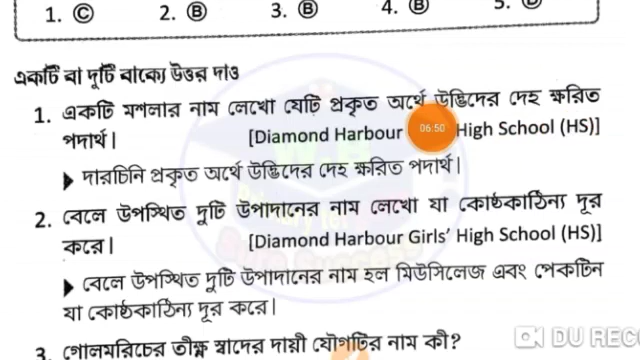 1. Ⓒ 2. Ⓑ 3. Ⓑ 4. Ⓑ 5. Ⓓ
একটি বা দুটি বাক্যে উত্তর দাও
1. একটি মশলার নাম লেখো যেটি প্রকৃত অর্থে উদ্ভিদের দেহ ক্ষরিত
পদার্থ। [Diamond Harbour 06:50 High School (HS)]
▶ দারচিনি প্রকৃত অর্থে উদ্ভিদের দেহ ক্ষরিত পদার্থ।
2. বেলে উপস্থিত দুটি উপাদানের নাম লেখো যা কোষ্ঠকাঠিন্য দূর
করে। [Diamond Harbour Girls' High School (HS)]
▶ বেলে উপস্থিত দুটি উপাদানের নাম হল মিউসিলেজ এবং পেকটিন
যা কোষ্ঠকাঠিন্য দূর করে।
3. গোলমরিচের তীক্ষ্ণ স্বাদের দায়ী যৌগটির নাম কী?
DU REC